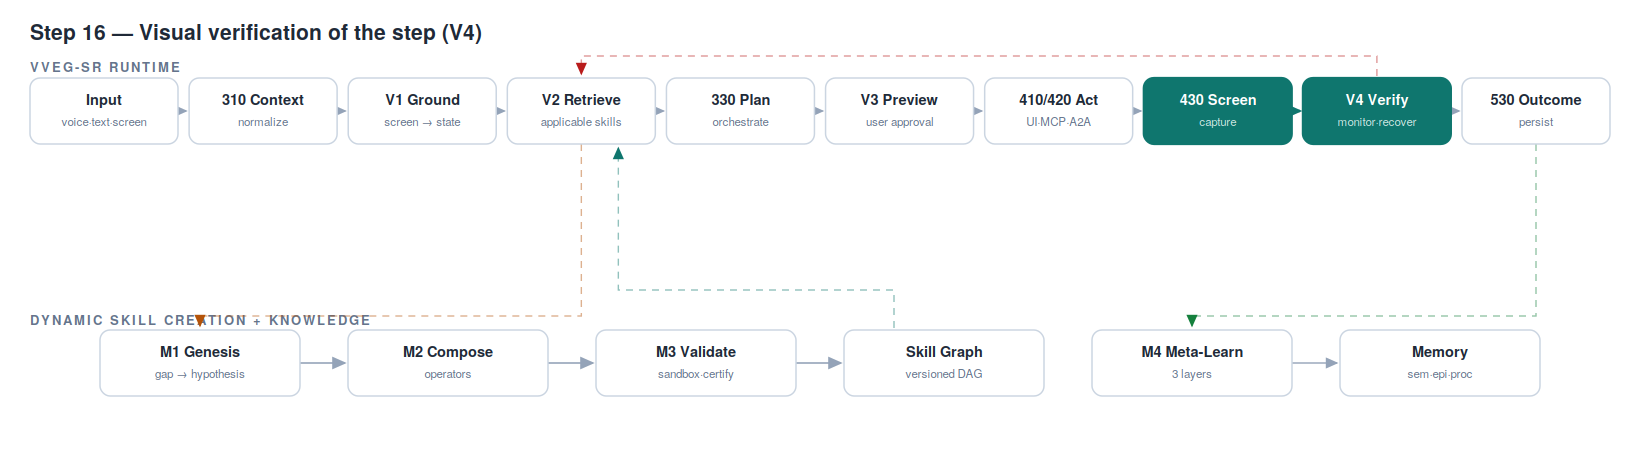 Step 16 — Visual verification of the step (V4)
VVEG-SR RUNTIME
Input
voice·text·screen
310 Context
normalize
V1 Ground
screen → state
V2 Retrieve
applicable skills
330 Plan
orchestrate
V3 Preview
user approval
410/420 Act
UI·MCP·A2A
430 Screen
capture
V4 Verify
monitor·recover
530 Outcome
persist
DYNAMIC SKILL CREATION + KNOWLEDGE
M1 Genesis
gap → hypothesis
M2 Compose
operators
M3 Validate
sandbox·certify
Skill Graph
versioned DAG
M4 Meta-Learn
3 layers
Memory
sem·epi·proc